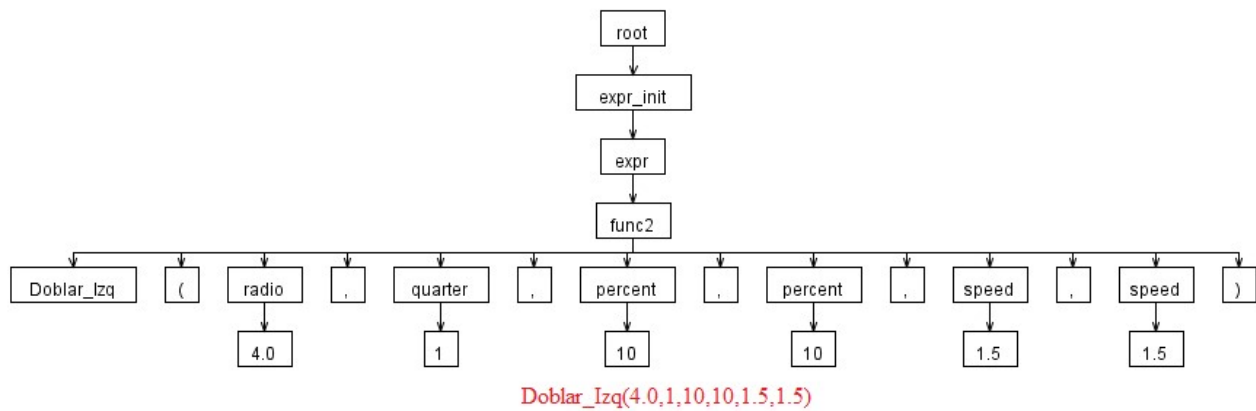 root
expr_init
expr
func2
Doblar_Izq ( radio , quarter , percent , percent , speed , speed )
4.0 1 10 10 1.5 1.5
Doblar_Izq(4.0,1,10,10,1.5,1.5)